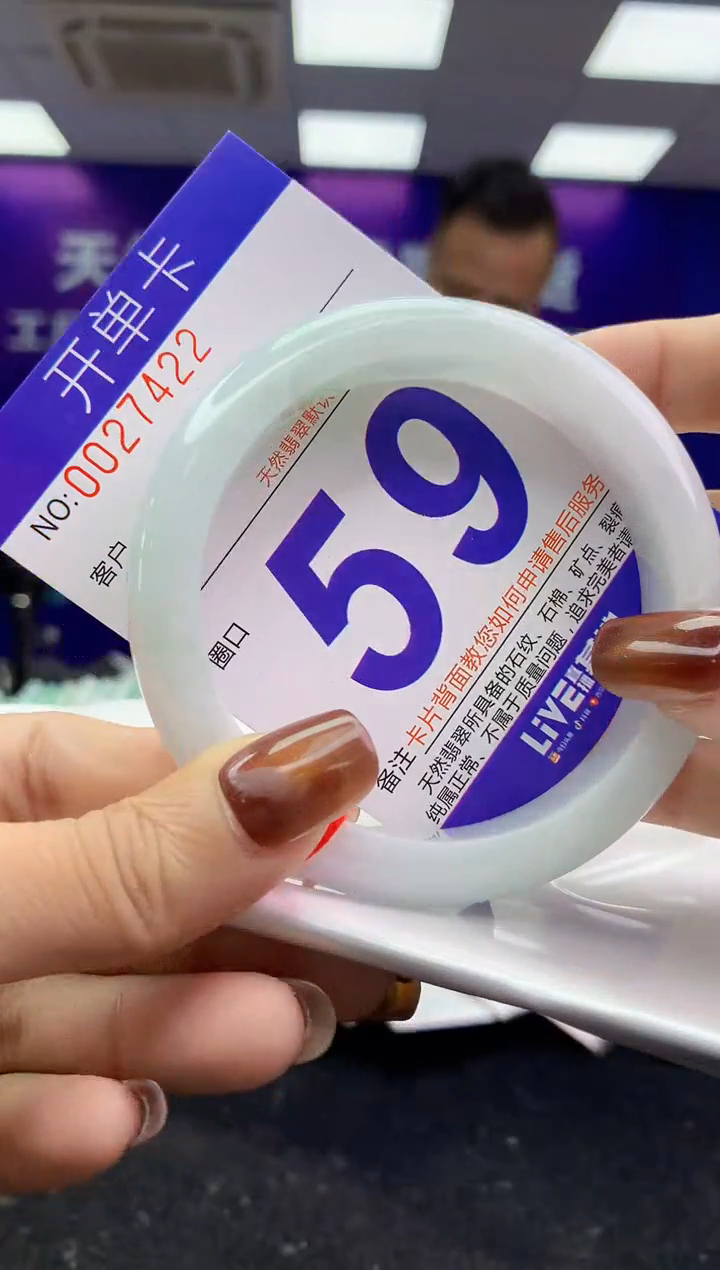 开单卡
NO:0027422
客户
天然翡翠默认
圈口
59
备注 卡片背面教您如何申请售后服务
天然翡翠所具备的石纹、石棉、矿点、裂
纯属正常、不属于质量问题，追求完美者请
LIVE
天
工